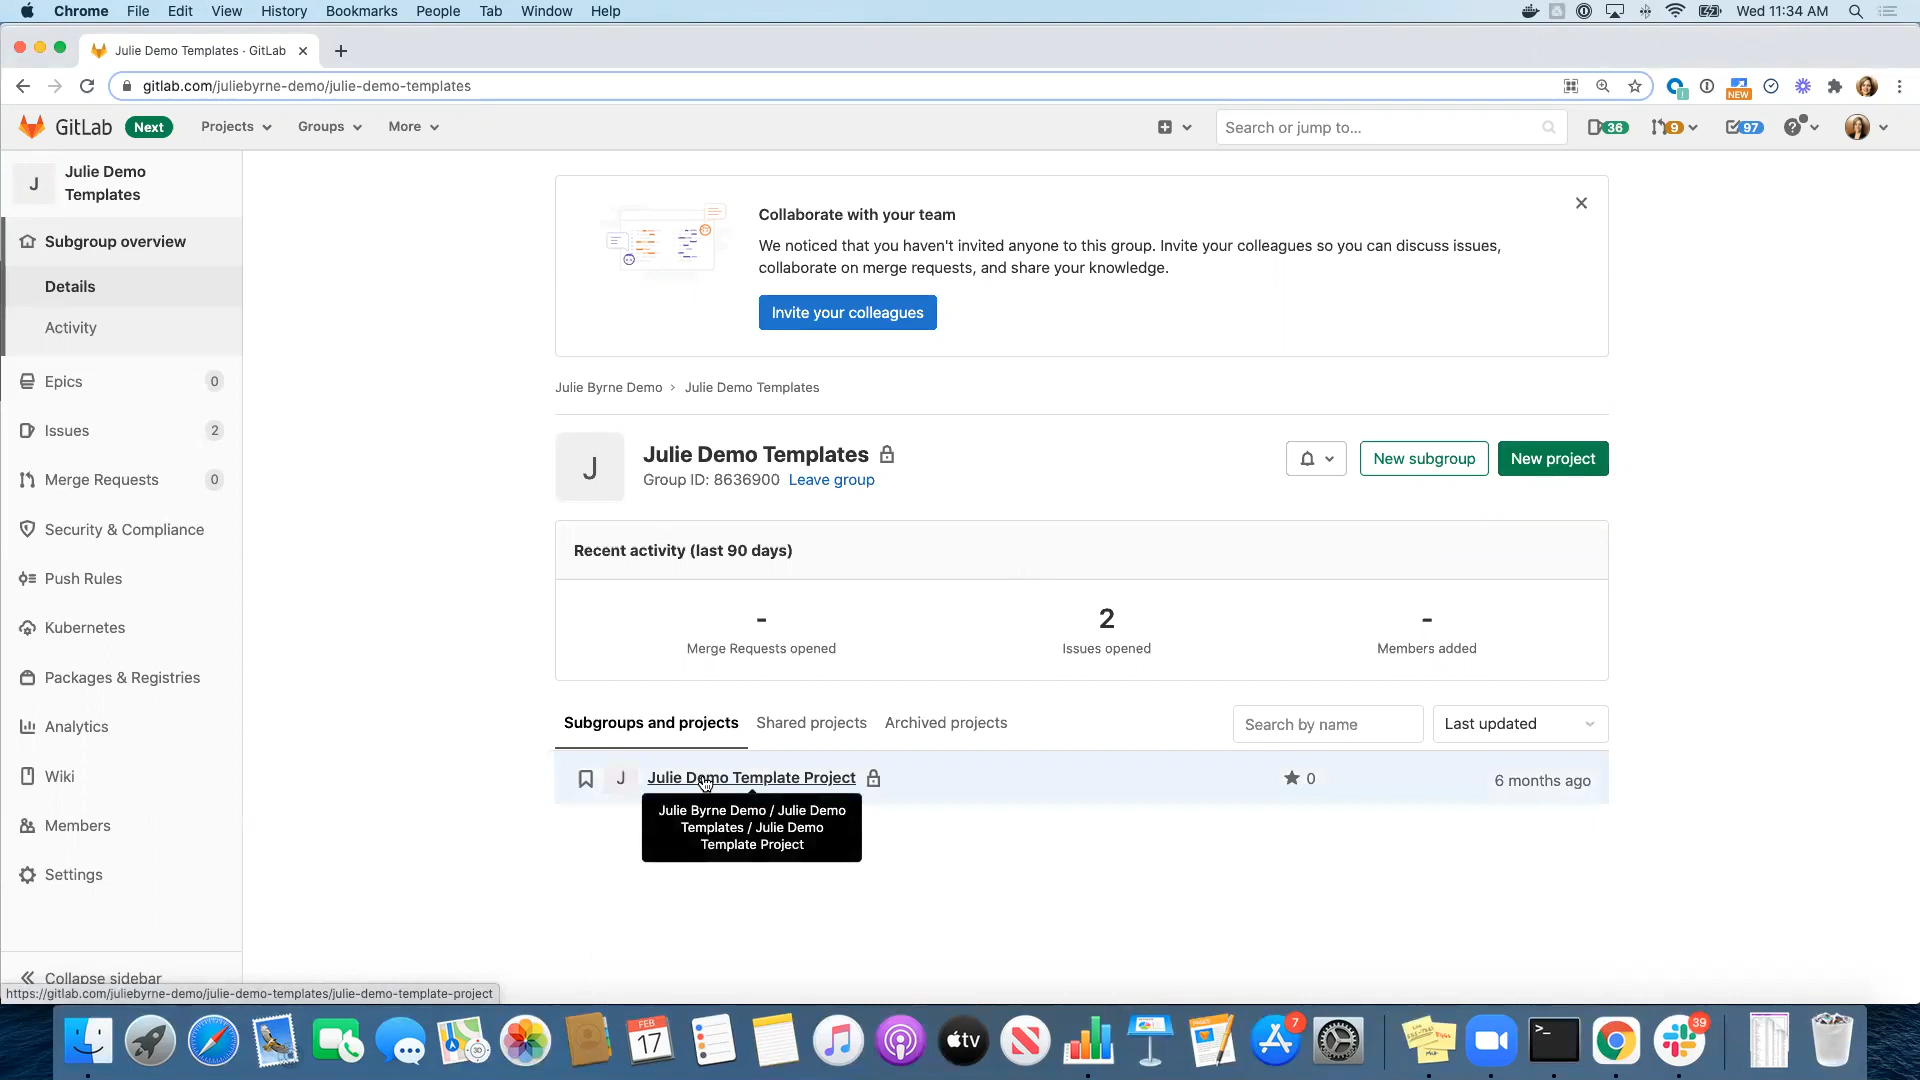 Chrome File Edit View History Bookmarks People Tab Window Help
Wed 11:34 AM
Julie Demo Templates · GitLab
gitlab.com/juliebyrne-demo/julie-demo-templates
NEW
GitLab Next Projects Groups More
Search or jump to...
36 9 97
J Julie Demo
Templates
Subgroup overview
Details
Activity
Epics 0
Issues 2
Merge Requests 0
Security & Compliance
Push Rules
Kubernetes
Packages & Registries
Analytics
Wiki
Members
Settings
Collapse sidebar
Collaborate with your team
We noticed that you haven't invited anyone to this group. Invite your colleagues so you can discuss issues,
collaborate on merge requests, and share your knowledge.
Invite your colleagues
Julie Byrne Demo > Julie Demo Templates
J
Julie Demo Templates
Group ID: 8636900 Leave group
New subgroup
New project
Recent activity (last 90 days)
- 2 -
Merge Requests opened Issues opened Members added
Subgroups and projects Shared projects Archived projects
Search by name
Last updated
J Julie Demo Template Project
0
6 months ago
Julie Byrne Demo / Julie Demo
Templates / Julie Demo
Template Project
https://gitlab.com/juliebyrne-demo/julie-demo-templates/julie-demo-template-project
FEB
17
tv
7
39